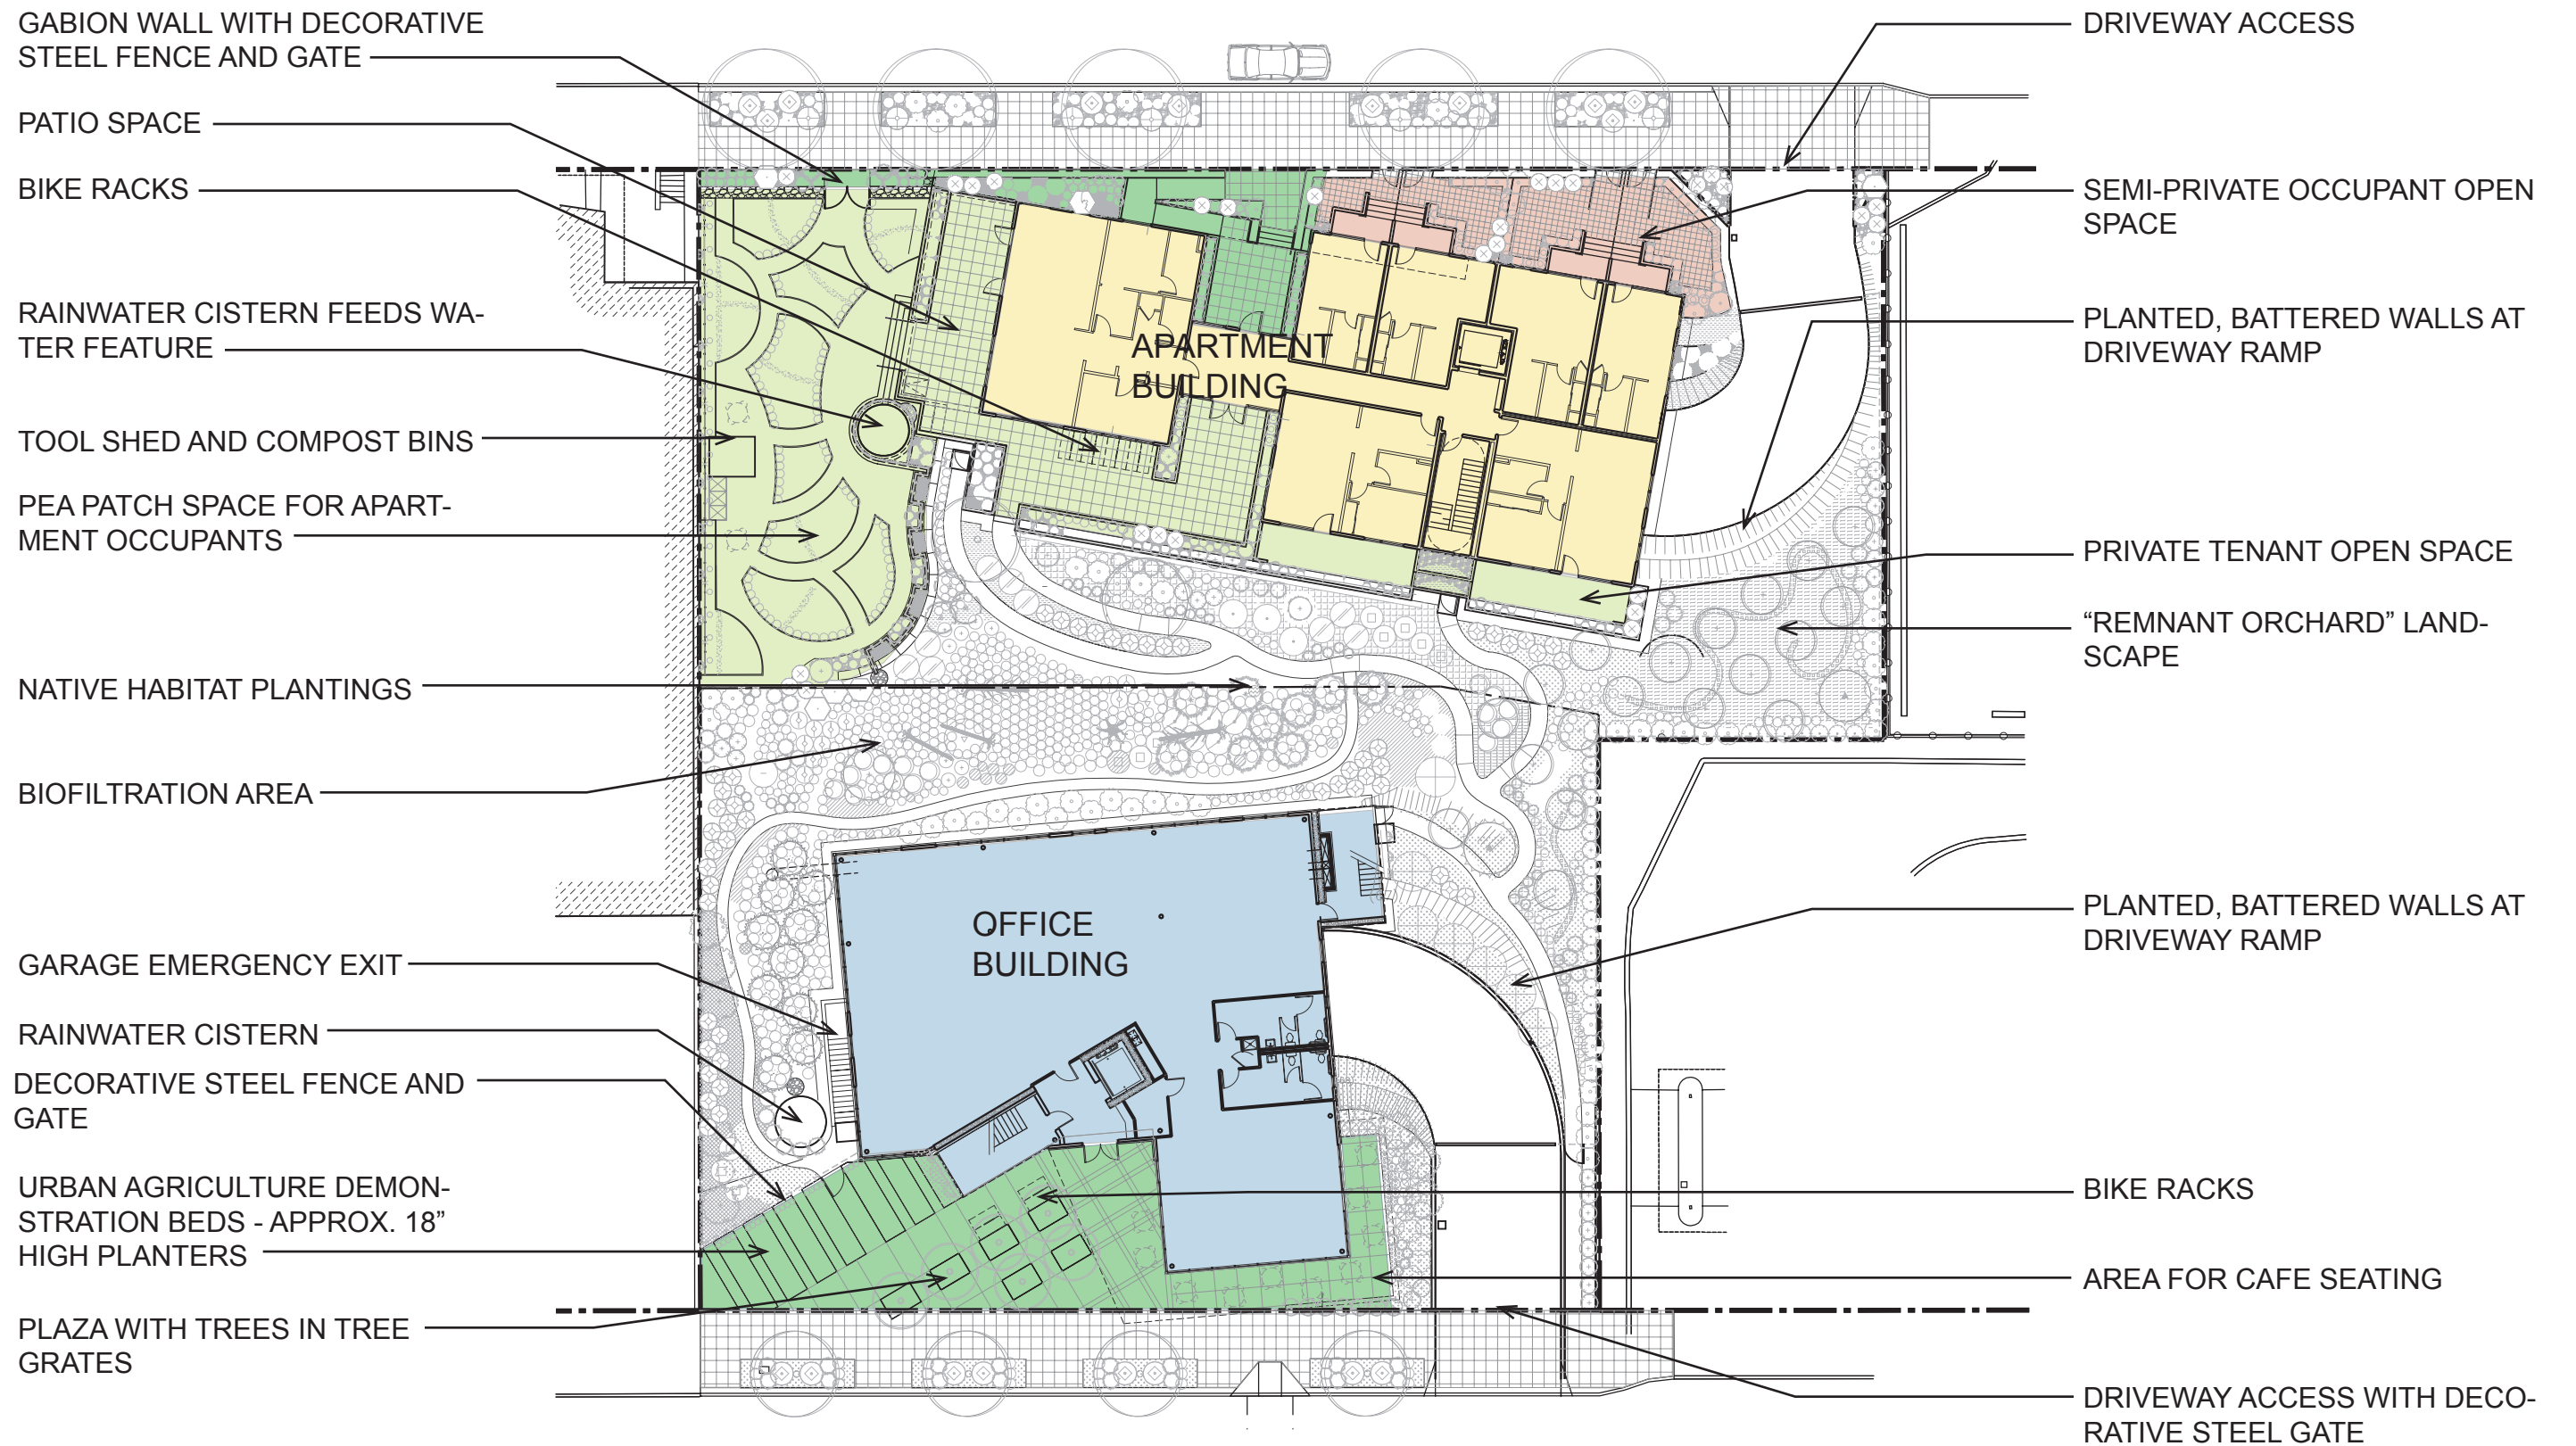 GABION WALL WITH DECORATIVE
STEEL FENCE AND GATE
PATIO SPACE
BIKE RACKS
RAINWATER CISTERN FEEDS WA-
TER FEATURE
TOOL SHED AND COMPOST BINS
PEA PATCH SPACE FOR APART-
MENT OCCUPANTS
NATIVE HABITAT PLANTINGS
BIOFILTRATION AREA
GARAGE EMERGENCY EXIT
RAINWATER CISTERN
DECORATIVE STEEL FENCE AND
GATE
URBAN AGRICULTURE DEMON-
STRATION BEDS - APPROX. 18”
HIGH PLANTERS
PLAZA WITH TREES IN TREE
GRATES
APARTMENT
BUILDING
OFFICE
BUILDING
DRIVEWAY ACCESS
SEMI-PRIVATE OCCUPANT OPEN
SPACE
PLANTED, BATTERED WALLS AT
DRIVEWAY RAMP
PRIVATE TENANT OPEN SPACE
“REMNANT ORCHARD” LAND-
SCAPE
PLANTED, BATTERED WALLS AT
DRIVEWAY RAMP
BIKE RACKS
AREA FOR CAFE SEATING
DRIVEWAY ACCESS WITH DECO-
RATIVE STEEL GATE